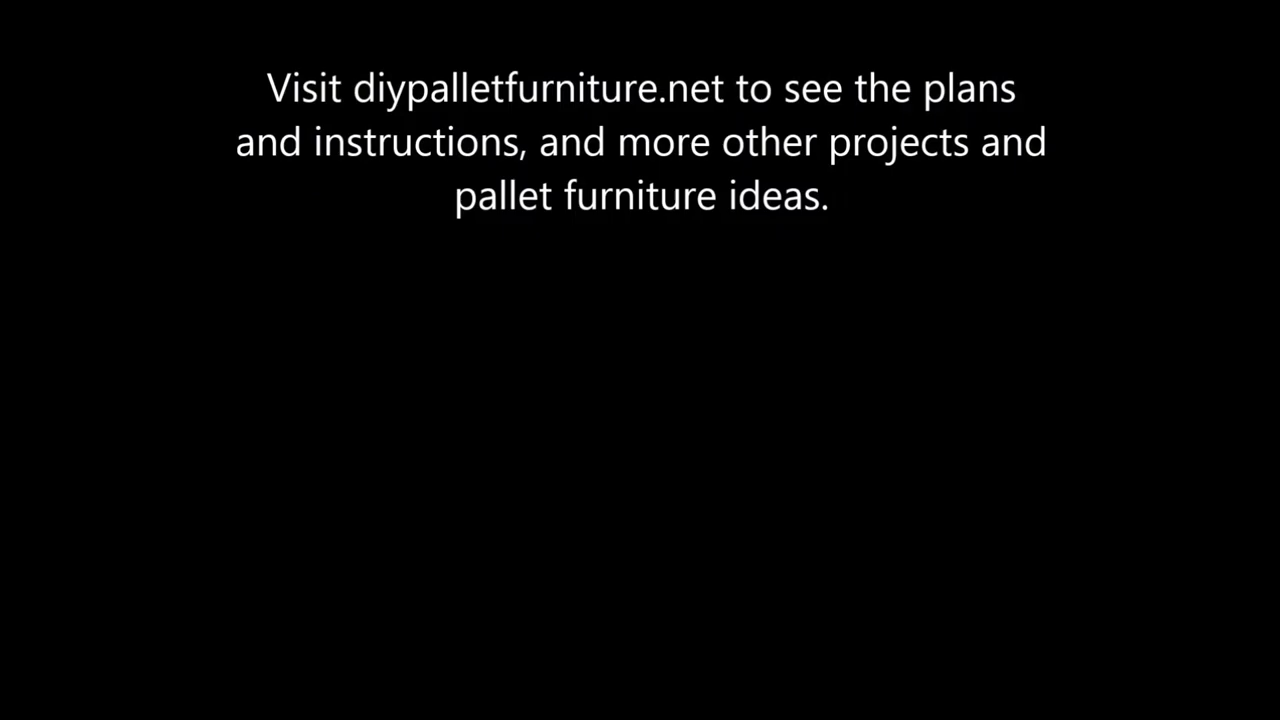 Visit diypalletfurniture.net to see the plans
and instructions, and more other projects and
pallet furniture ideas.